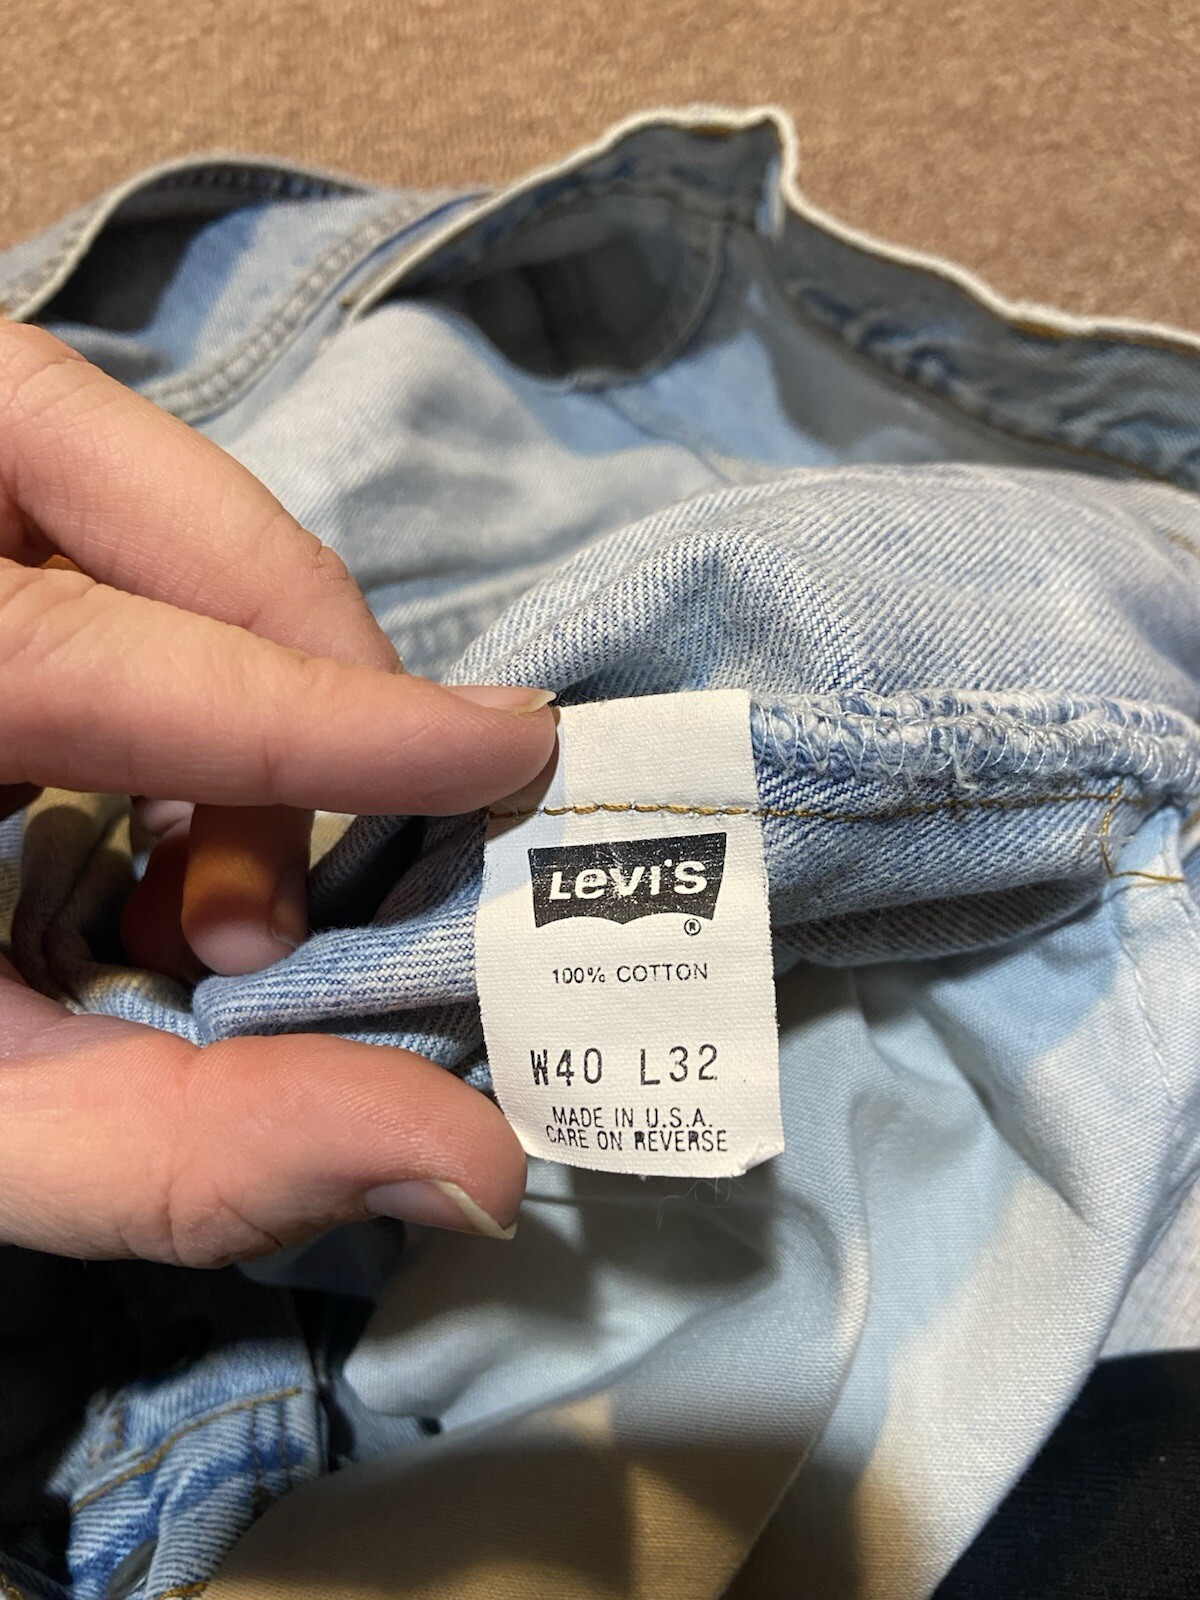 Levi's
®
100% COTTON
W40 L32
MADE IN U.S.A.
CARE ON REVERSE